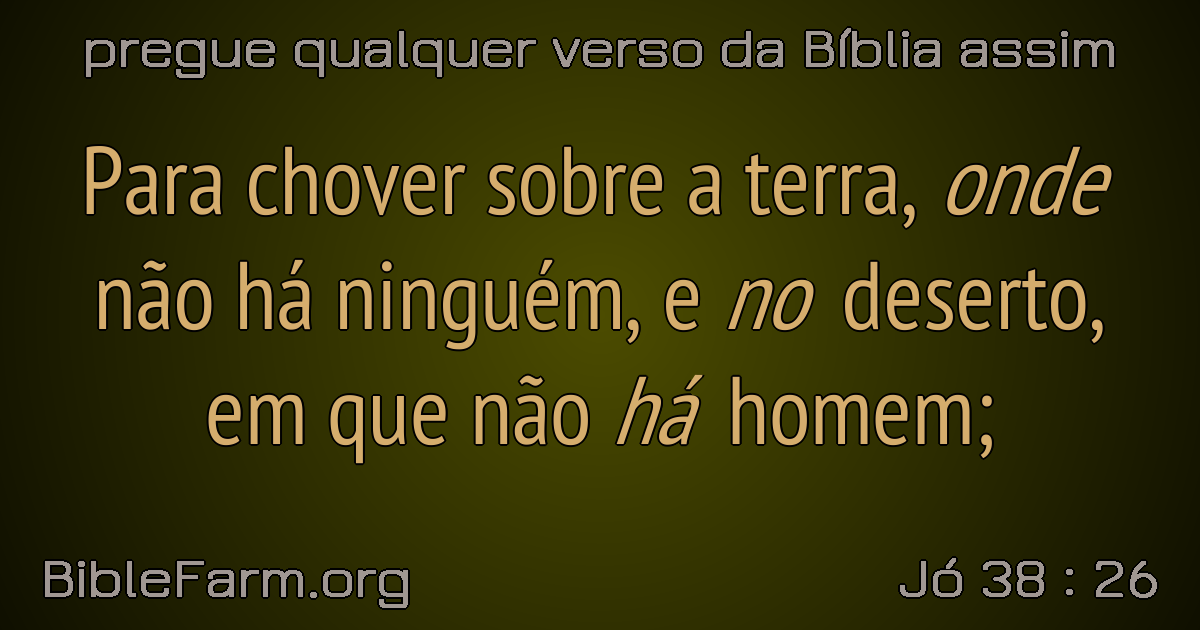 pregue qualquer verso da Bíblia assim
Para chover sobre a terra, onde
não há ninguém, e no deserto,
em que não há homem;
BibleFarm.org
Jó 38 : 26